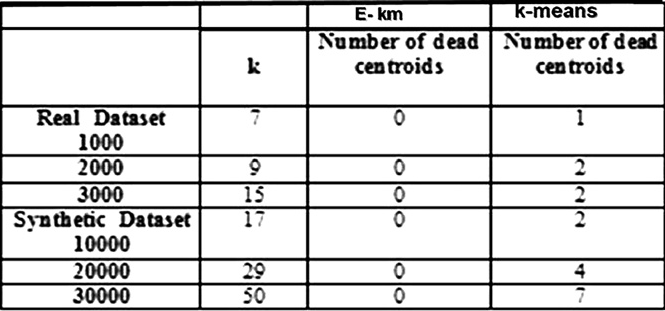 E- km k-means
k Number of dead centroids Number of dead centroids
Real Dataset
1000 7 0 1
2000 9 0 2
3000 15 0 2
Synthetic Dataset
10000 17 0 2
20000 29 0 4
30000 50 0 7